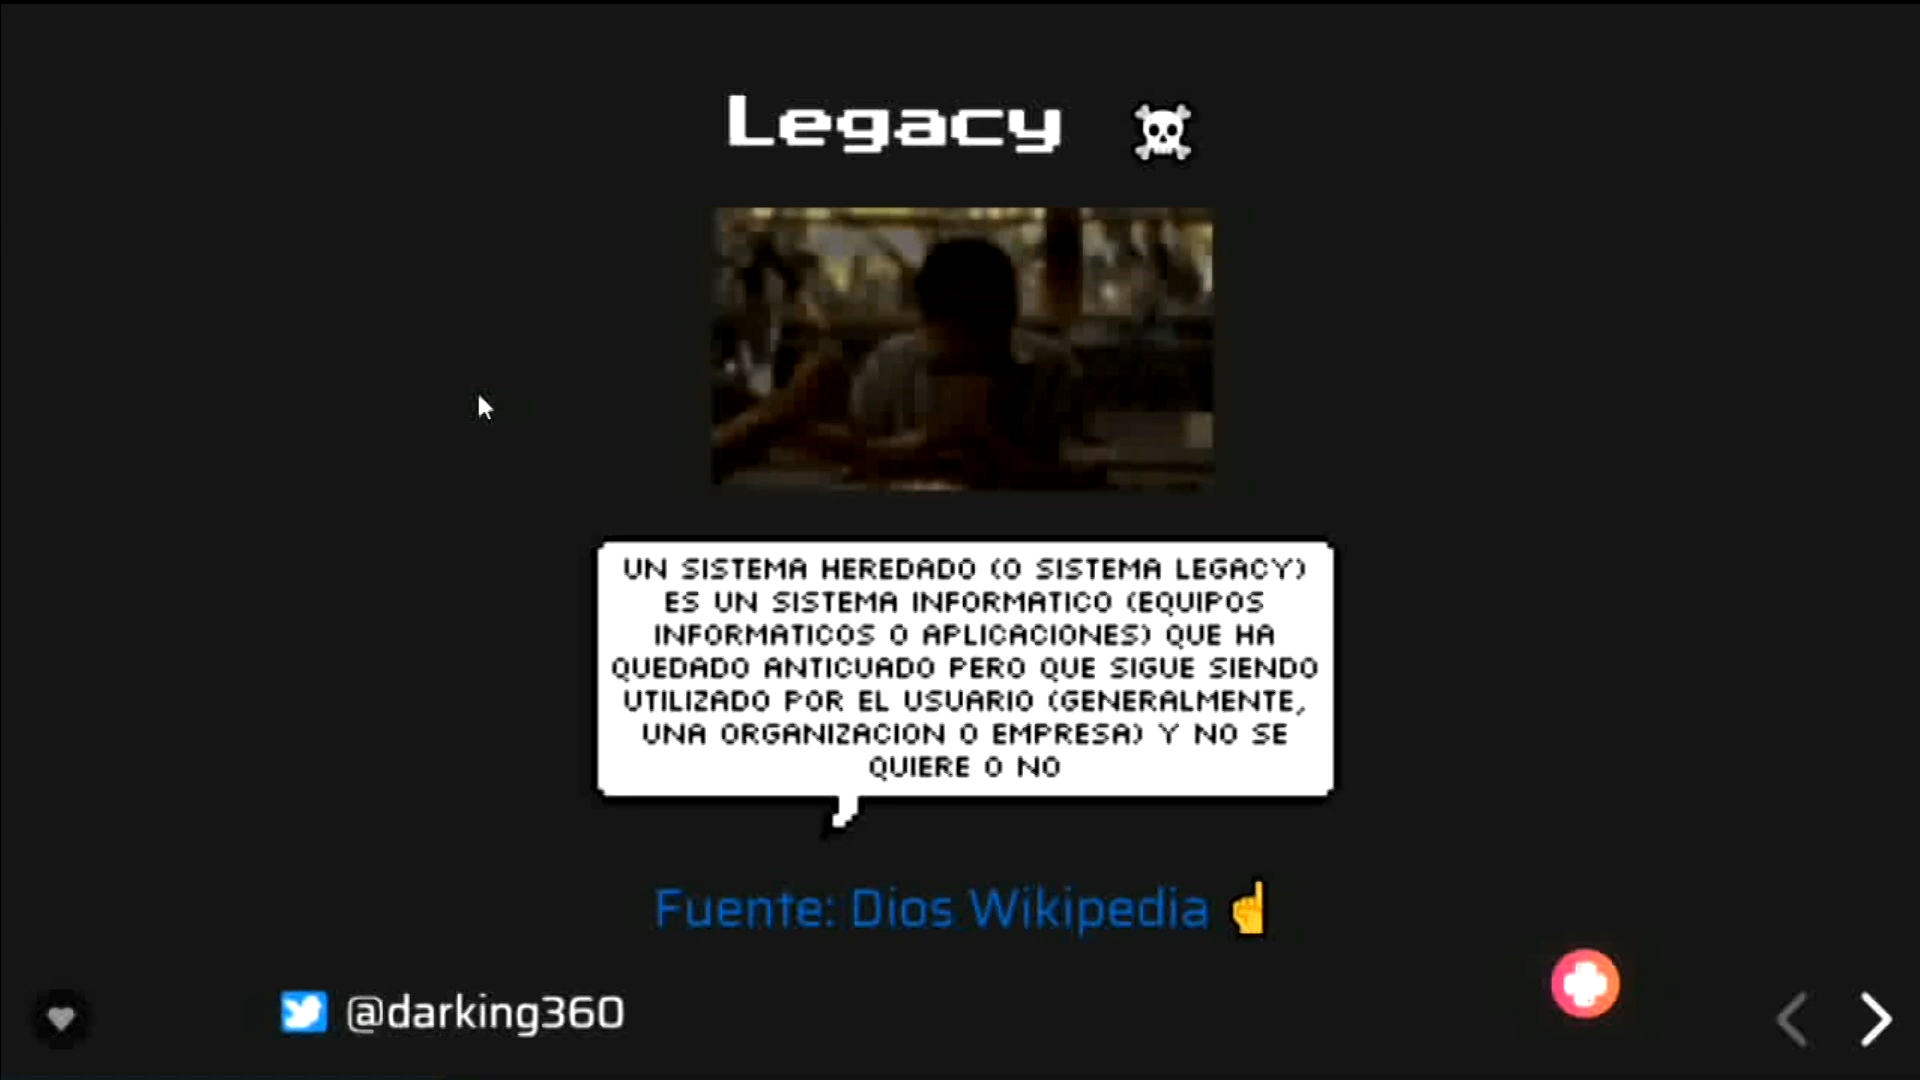 Legacy ☠
UN SISTEMA HEREDADO (O SISTEMA LEGACY)
ES UN SISTEMA INFORMATICO (EQUIPOS
INFORMATICOS O APLICACIONES) QUE HA
QUEDADO ANTICUADO PERO QUE SIGUE SIENDO
UTILIZADO POR EL USUARIO (GENERALMENTE,
UNA ORGANIZACION O EMPRESA) Y NO SE
QUIERE O NO
Fuente: Dios Wikipedia ☝
@darking360